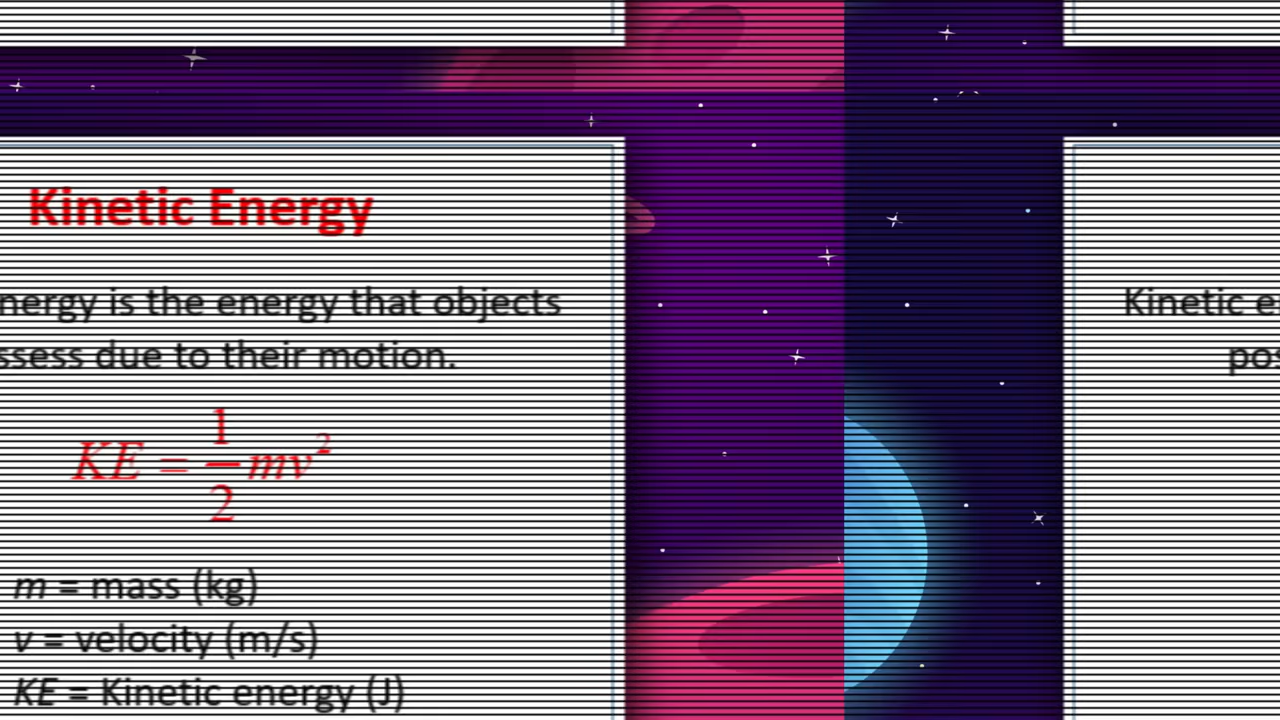 Kinetic Energy
nergy is the energy that objects
ssess due to their motion.
KE = 1/2 mv²
m = mass (kg)
v = velocity (m/s)
KE = Kinetic energy (J)
Kinetic e
pos